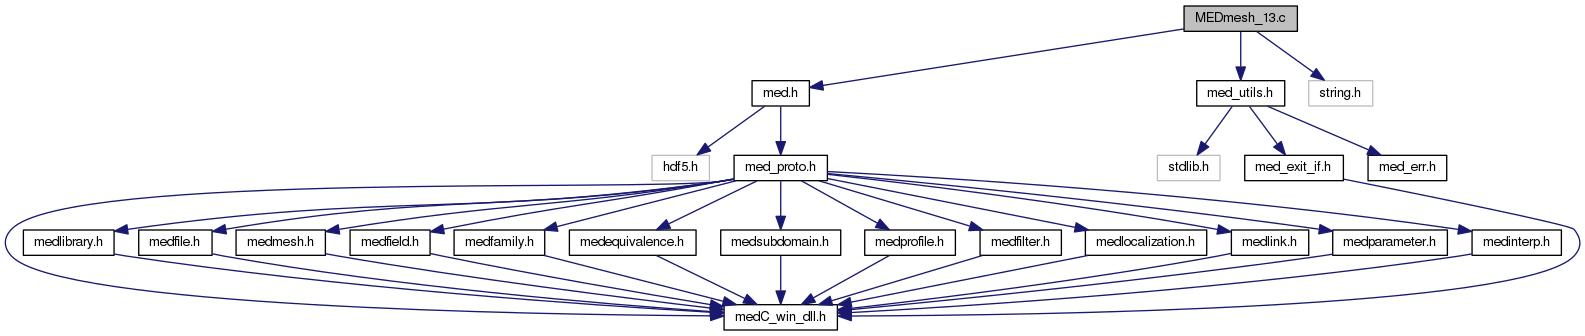 MEDmesh_13.c
med.h
med_utils.h
string.h
hdf5.h
med_proto.h
stdlib.h
med_exit_if.h
med_err.h
medlibrary.h
medfile.h
medmesh.h
medfield.h
medfamily.h
medequivalence.h
medsubdomain.h
medprofile.h
medfilter.h
medlocalization.h
medlink.h
medparameter.h
medinterp.h
medC_win_dll.h